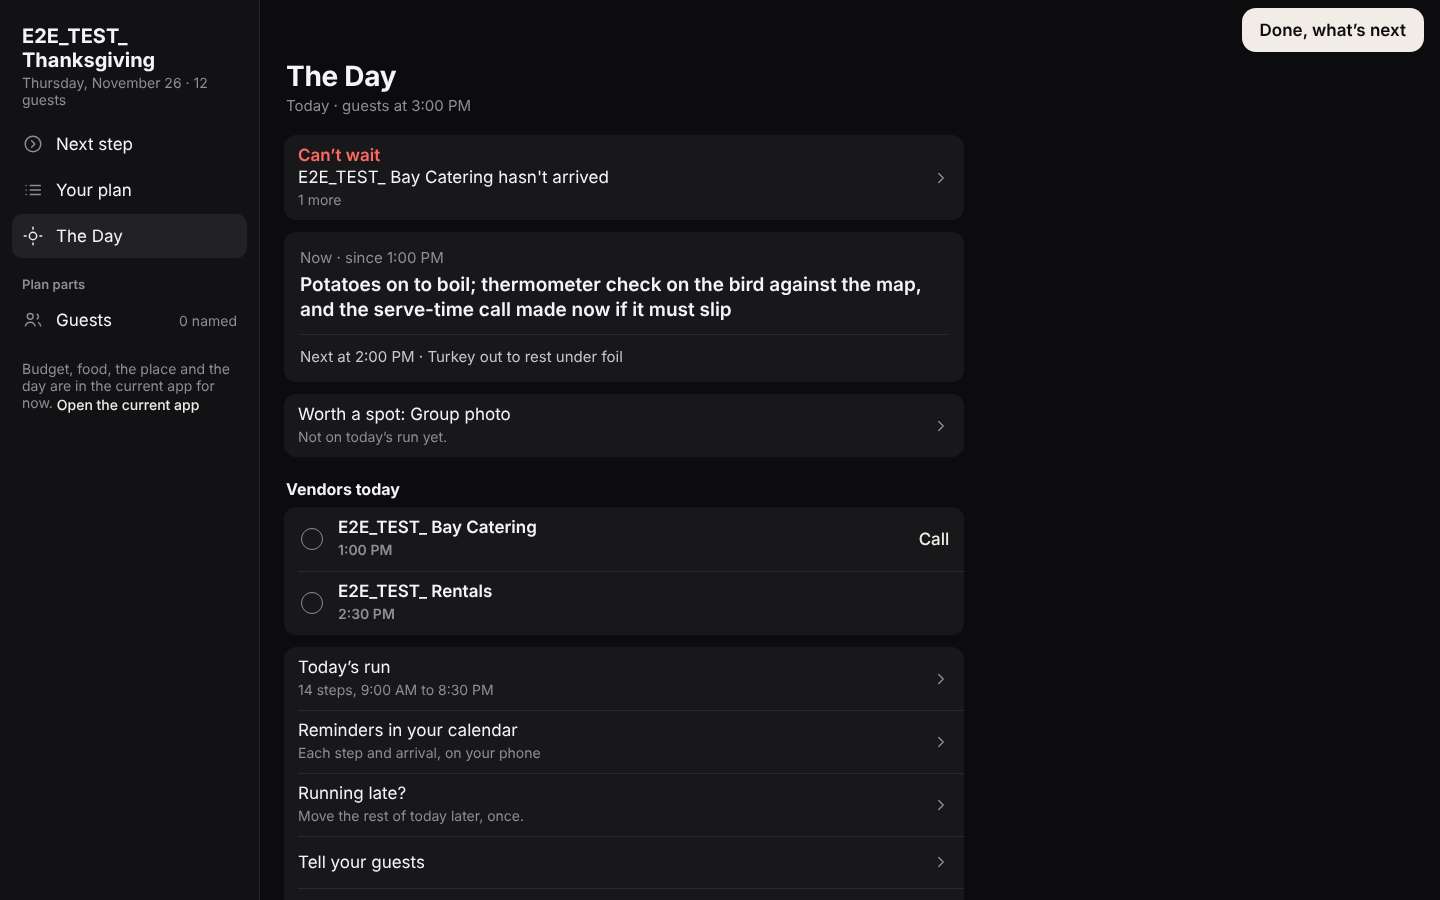 E2E_TEST_
Thanksgiving
Thursday, November 26 · 12
guests
Next step
Your plan
The Day
Plan parts
Guests
0 named
Budget, food, the place and the
day are in the current app for
now. Open the current app
Done, what’s next
The Day
Today · guests at 3:00 PM
Can’t wait
E2E_TEST_ Bay Catering hasn't arrived
1 more
Now · since 1:00 PM
Potatoes on to boil; thermometer check on the bird against the map,
and the serve-time call made now if it must slip
Next at 2:00 PM · Turkey out to rest under foil
Worth a spot: Group photo
Not on today’s run yet.
Vendors today
E2E_TEST_ Bay Catering
1:00 PM
Call
E2E_TEST_ Rentals
2:30 PM
Today’s run
14 steps, 9:00 AM to 8:30 PM
Reminders in your calendar
Each step and arrival, on your phone
Running late?
Move the rest of today later, once.
Tell your guests